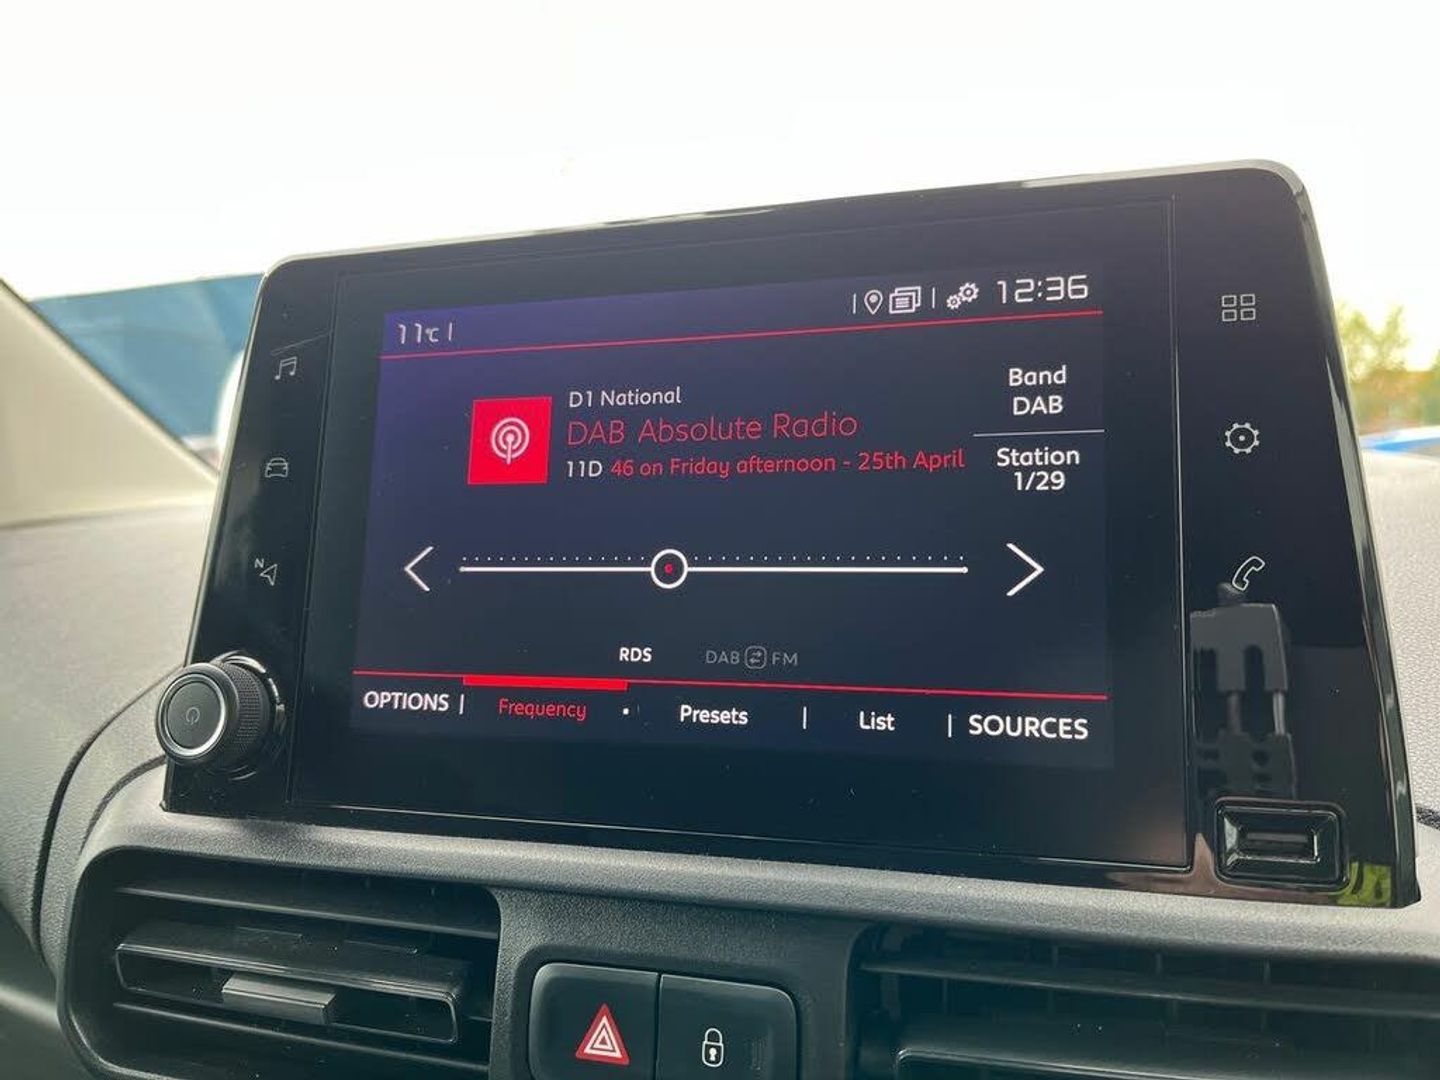 11°C |
12:36
D1 National
DAB Absolute Radio
11D 46 on Friday afternoon - 25th April
Band
DAB
Station
1/29
RDS
DAB FM
OPTIONS | Frequency Presets | List | SOURCES
N